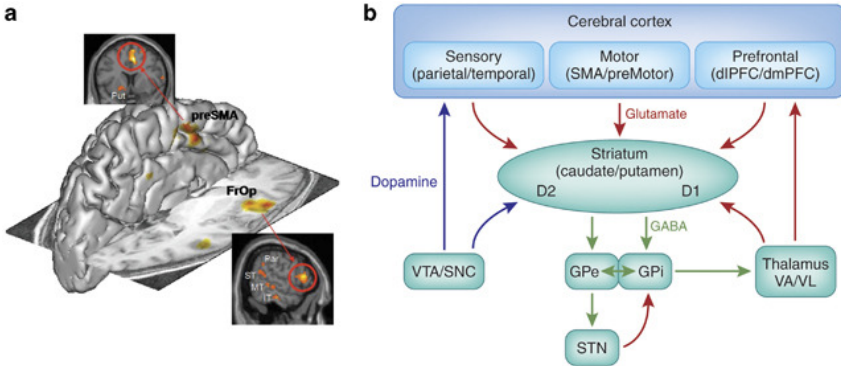 a
Put
preSMA
FrOp
Par
ST
MT
IT
b
Cerebral cortex
Sensory
(parietal/temporal)
Motor
(SMA/preMotor)
Prefrontal
(dlPFC/dmPFC)
Glutamate
Dopamine
Striatum
(caudate/putamen)
D2
D1
GABA
VTA/SNC
GPe
GPi
Thalamus
VA/VL
STN